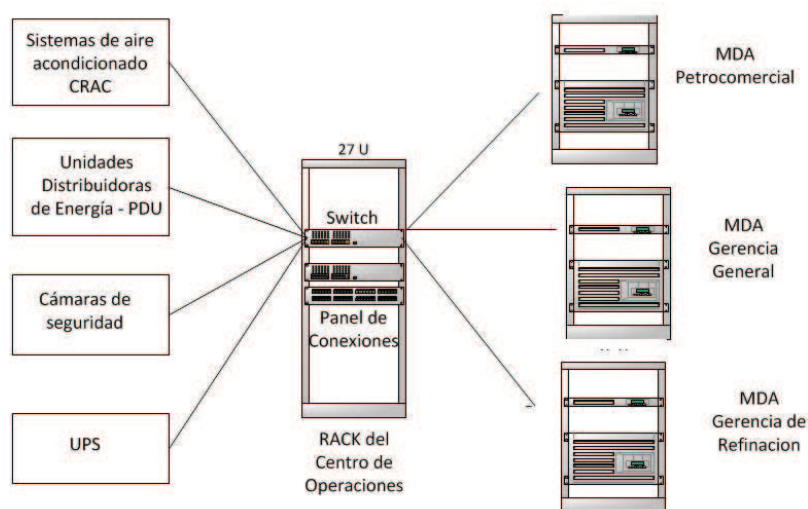 Sistemas de aire
acondicionado
CRAC
Unidades
Distribuidoras
de Energía - PDU
Cámaras de
seguridad
UPS
27 U
Switch
Panel de
Conexiones
RACK del
Centro de
Operaciones
MDA
Petrocomercial
MDA
Gerencia
General
MDA
Gerencia de
Refinacion